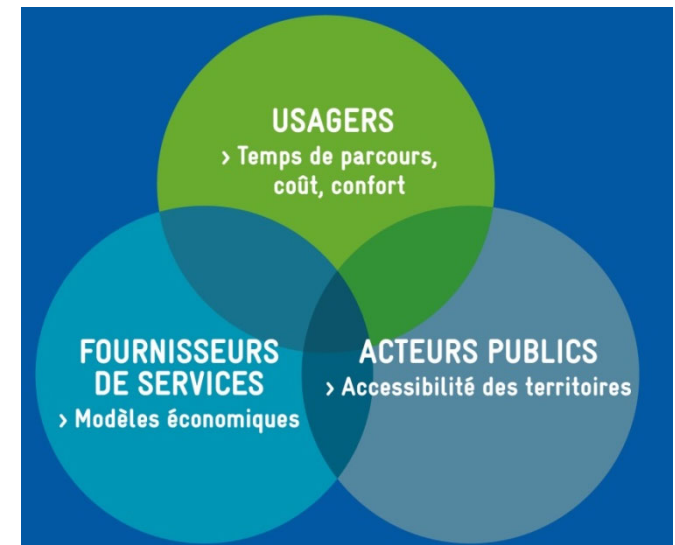 USAGERS
› Temps de parcours,
coût, confort
FOURNISSEURS
DE SERVICES
› Modèles économiques
ACTEURS PUBLICS
› Accessibilité des territoires